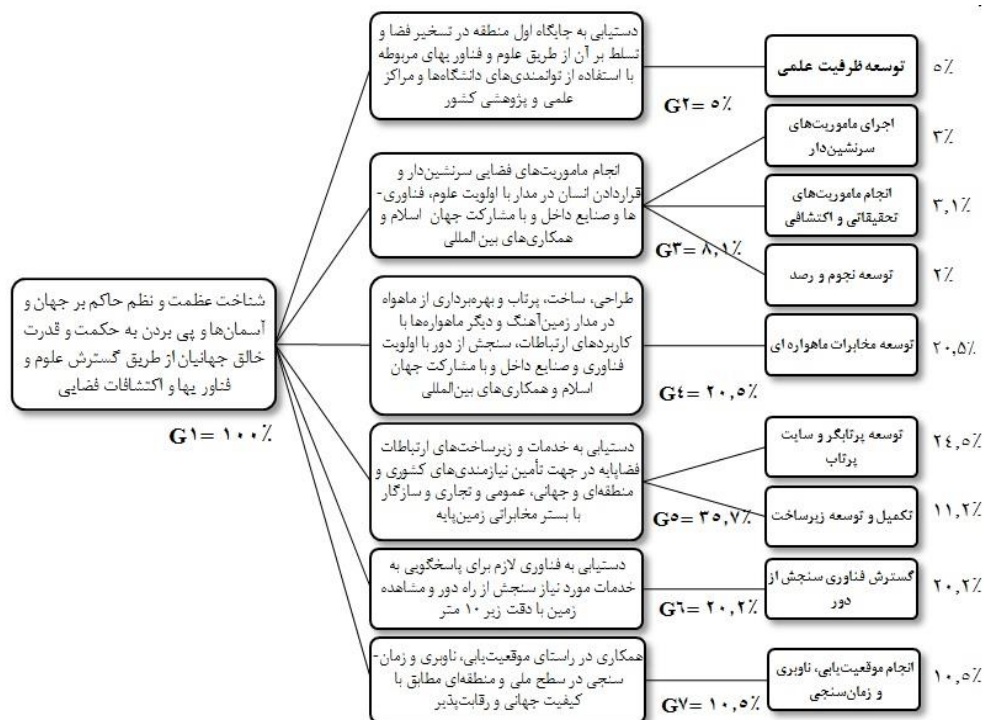 شناخت عظمت و نظم حاکم بر جهان و
آسمان‌ها و پی بردن به حکمت و قدرت
خالق جهانیان از طریق گسترش علوم و
فناور یها و اکتشافات فضایی
G۱= ۱۰۰٪
دستیابی به جایگاه اول منطقه در تسخیر فضا و
تسلط بر آن از طریق علوم و فناور یهای مربوطه
با استفاده از توانمندی‌های دانشگاه‌ها و مراکز
علمی و پژوهشی کشور
G۲= ۵٪
توسعه ظرفیت علمی
۵٪
انجام ماموریت‌های فضایی سرنشین‌دار و
قراردادن انسان در مدار با اولویت علوم، فناوری-
ها و صنایع داخل و با مشارکت جهان اسلام و
همکاری‌های بین المللی
G۳= ۸,۱٪
اجرای ماموریت‌های
سرنشین‌دار
۳٪
انجام ماموریت‌های
تحقیقاتی و اکتشافی
۳,۱٪
توسعه نجوم و رصد
۲٪
طراحی، ساخت، پرتاب و بهره‌برداری از ماهواه
در مدار زمین‌آهنگ و دیگر ماهواره‌ها با
کاربردهای ارتباطات، سنجش از دور با اولویت
فناوری و صنایع داخل و با مشارکت جهان
اسلام و همکاری‌های بین‌المللی
G٤= ۲۰,۵٪
توسعه مخابرات ماهواره ای
۲۰,۵٪
دستیابی به خدمات و زیرساخت‌های ارتباطات
فضاپایه در جهت تأمین نیازمندی‌های کشوری و
منطقه‌ای و جهانی، عمومی و تجاری و سازگار
با بستر مخابراتی زمین‌پایه
G۵= ۳۵,۷٪
توسعه پرتابگر و سایت
پرتاب
۲٤,۵٪
تکمیل و توسعه زیرساخت
۱۱,۲٪
دستیابی به فناوری لازم برای پاسخگویی به
خدمات مورد نیاز سنجش از راه دور و مشاهده
زمین با دقت زیر ۱۰ متر
G٦= ۲۰,۲٪
گسترش فناوری سنجش از
دور
۲۰,۲٪
همکاری در راستای موقعیت‌یابی، ناوبری و زمان-
سنجی در سطح ملی و منطقه‌ای مطابق با
کیفیت جهانی و رقابت‌پذیر
G۷= ۱۰,۵٪
انجام موقعیت‌یابی، ناوبری
و زمان‌سنجی
۱۰,۵٪